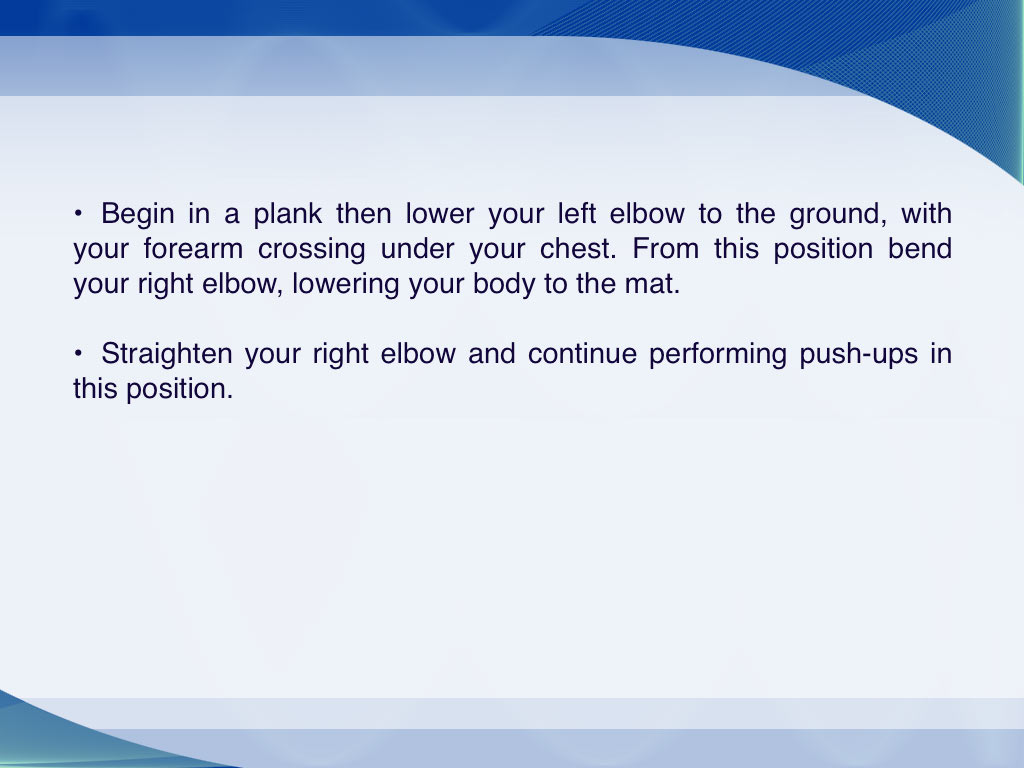 • Begin in a plank then lower your left elbow to the ground, with
your forearm crossing under your chest. From this position bend
your right elbow, lowering your body to the mat.
• Straighten your right elbow and continue performing push-ups in
this position.